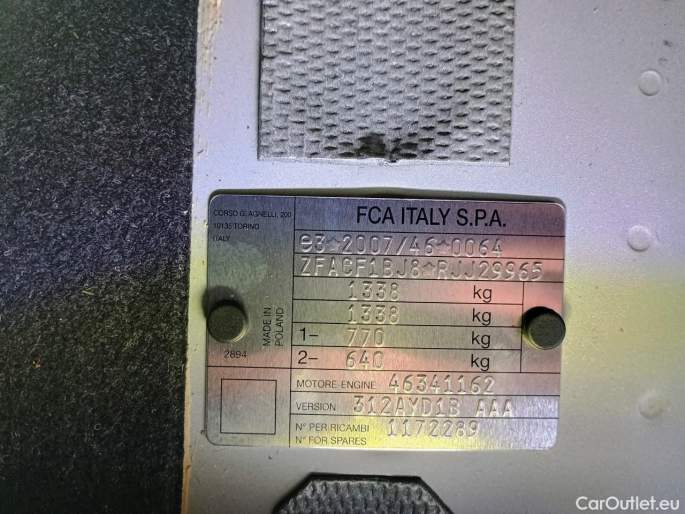 CORSO G. AGNELLI, 200
10135 TORINO
ITALY
FCA ITALY S.P.A.
e3*2007/46*0064
ZFACF1BJ8*RJJ29965
1338 kg
1338 kg
1- 770 kg
2- 640 kg
MADE IN
POLAND
2894
MOTORE-ENGINE 46341162
VERSION 312AYD1B AAA
N° PER RICAMBI
N° FOR SPARES
1172289
CarOutlet.eu